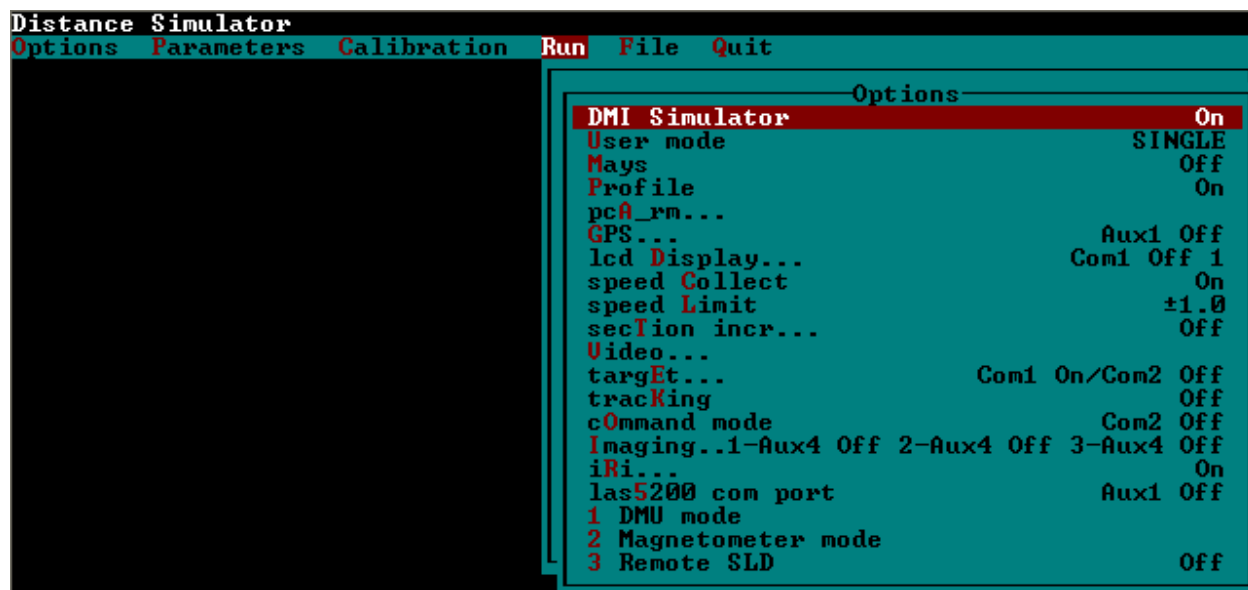 Distance Simulator
Options Parameters Calibration Run File Quit
Options
DMI Simulator On
User mode SINGLE
Mays Off
Profile On
pcA_rm...
GPS... Aux1 Off
lcd Display... Com1 Off 1
speed Collect On
speed Limit ±1.0
secTion incr... Off
Video...
targEt... Com1 On/Com2 Off
tracKing Off
cOmmand mode Com2 Off
Imaging..1-Aux4 Off 2-Aux4 Off 3-Aux4 Off
iRi... On
las5200 com port Aux1 Off
1 DMU mode
2 Magnetometer mode
3 Remote SLD Off